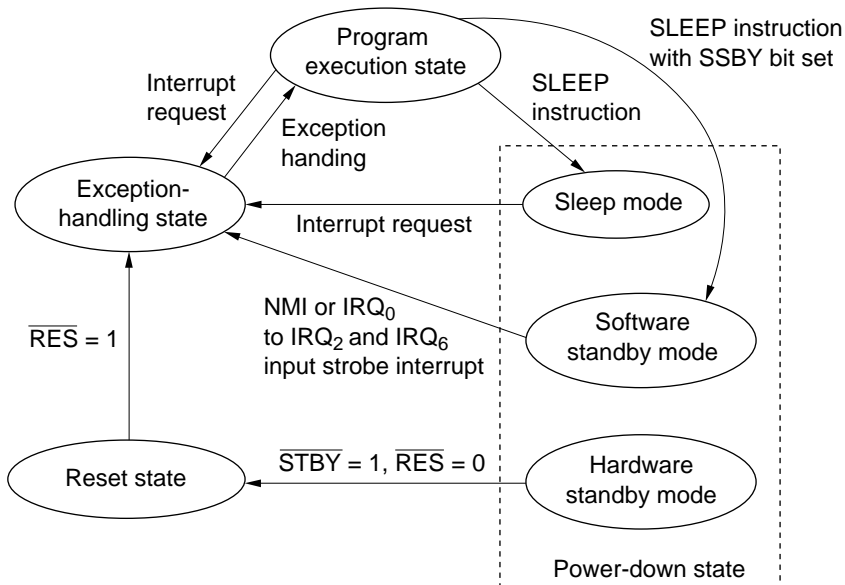 Program
execution state
SLEEP instruction
with SSBY bit set
Interrupt
request
SLEEP
instruction
Exception
handing
Exception-
handling state
Sleep mode
Interrupt request
NMI or IRQ0
to IRQ2 and IRQ6
input strobe interrupt
Software
standby mode
RES = 1
Reset state
STBY = 1, RES = 0
Hardware
standby mode
Power-down state